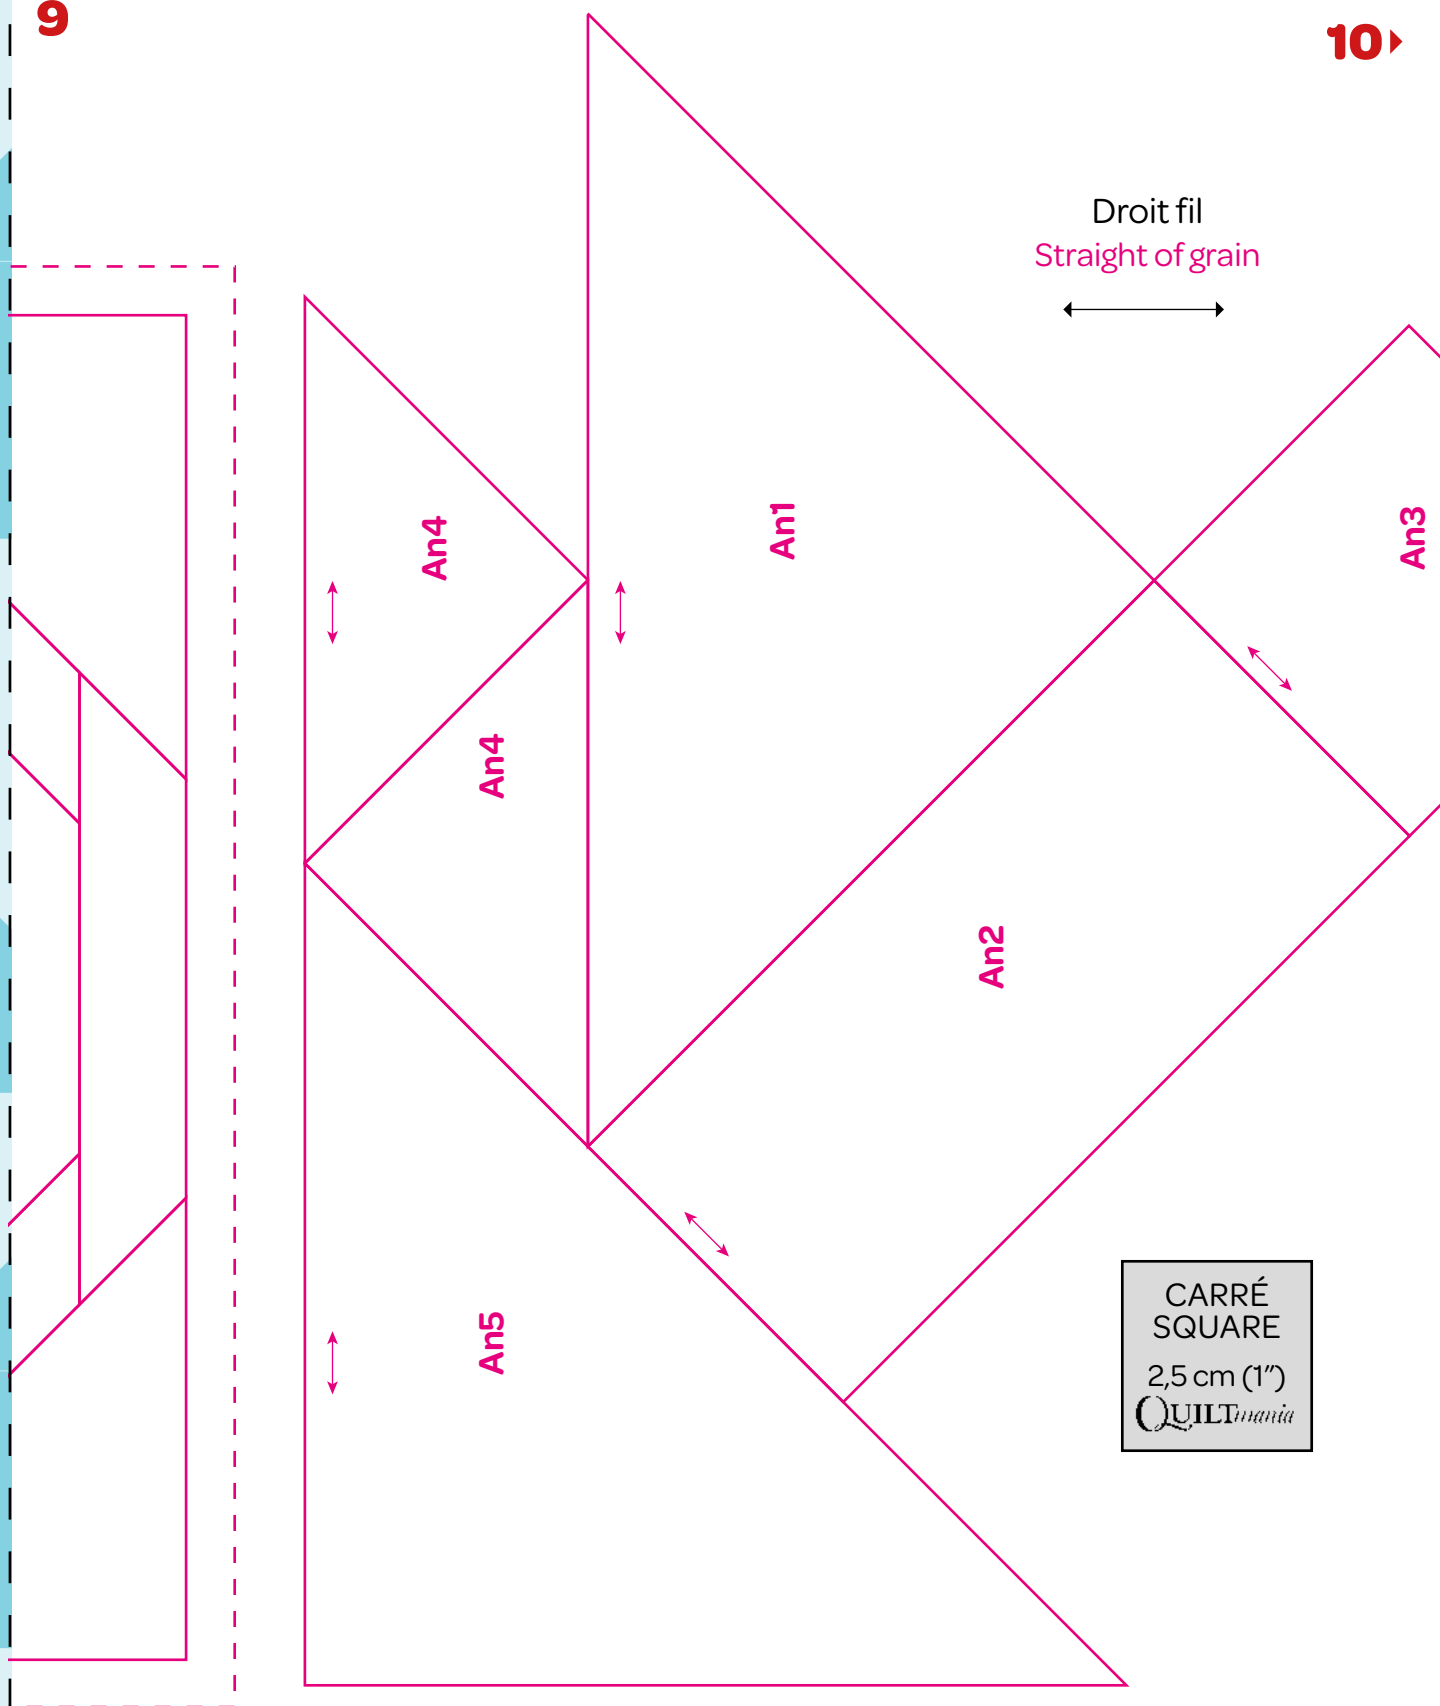 9
10
Droit fil
Straight of grain
An1
An3
An4
An4
An2
An5
CARRÉ
SQUARE
2,5 cm (1″)
QUILTmania